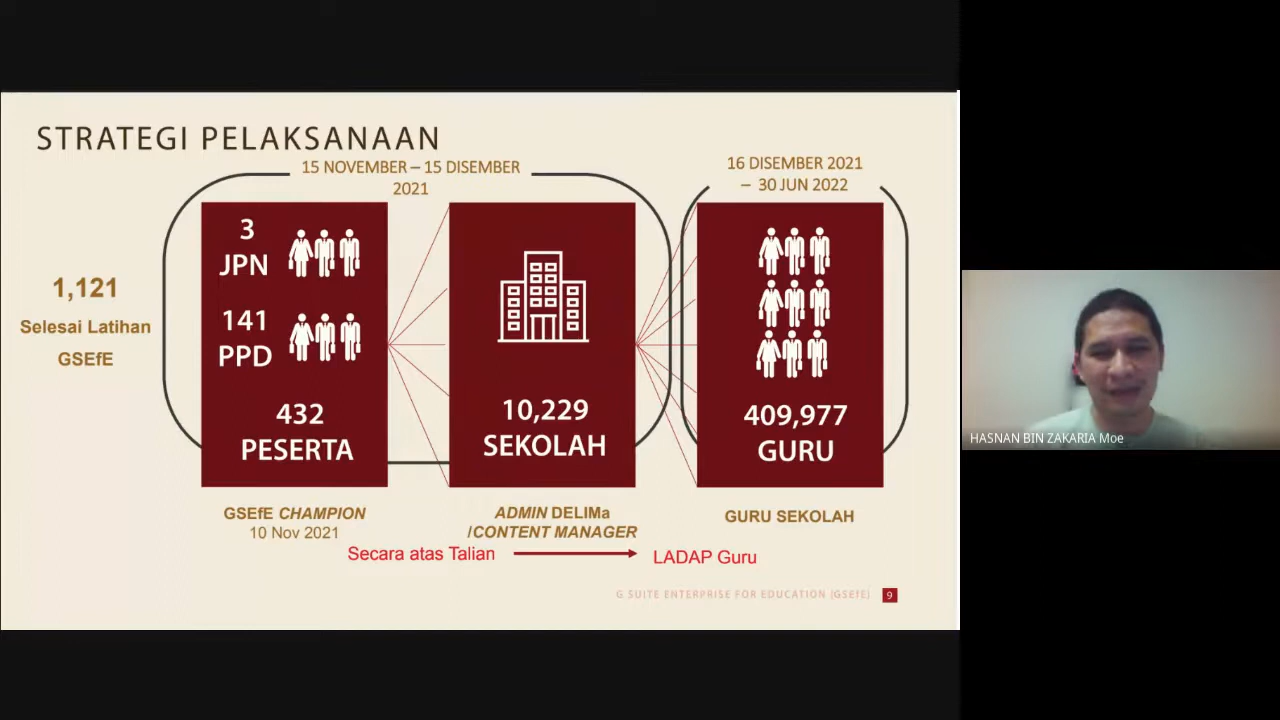 STRATEGI PELAKSANAAN
15 NOVEMBER – 15 DISEMBER
2021
16 DISEMBER 2021
– 30 JUN 2022
1,121
Selesai Latihan
GSEfE
3
JPN
141
PPD
432
PESERTA
10,229
SEKOLAH
409,977
GURU
GSEfE CHAMPION
10 Nov 2021
ADMIN DELIMa
/CONTENT MANAGER
GURU SEKOLAH
Secara atas Talian
LADAP Guru
G SUITE ENTERPRISE FOR EDUCATION (GSEfE)
9
HASNAN BIN ZAKARIA Moe